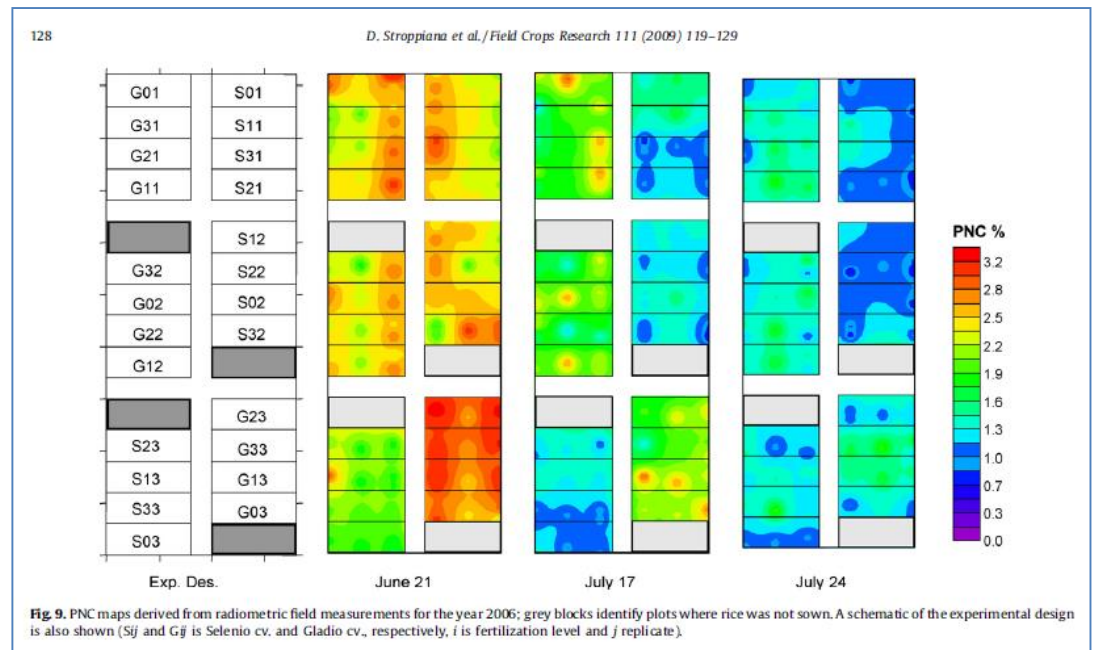 128
D. Stroppiana et al. / Field Crops Research 111 (2009) 119–129
G01 S01
G31 S11
G21 S31
G11 S21
S12
G32 S22
G02 S02
G22 S32
G12
G23
S23 G33
S13 G13
S33 G03
S03
PNC %
3.2
2.8
2.5
2.2
1.9
1.6
1.3
1.0
0.7
0.3
0.0
Exp. Des. June 21 July 17 July 24
Fig. 9. PNC maps derived from radiometric field measurements for the year 2006; grey blocks identify plots where rice was not sown. A schematic of the experimental design
is also shown (Sij and Gij is Selenio cv. and Gladio cv., respectively, i is fertilization level and j replicate).